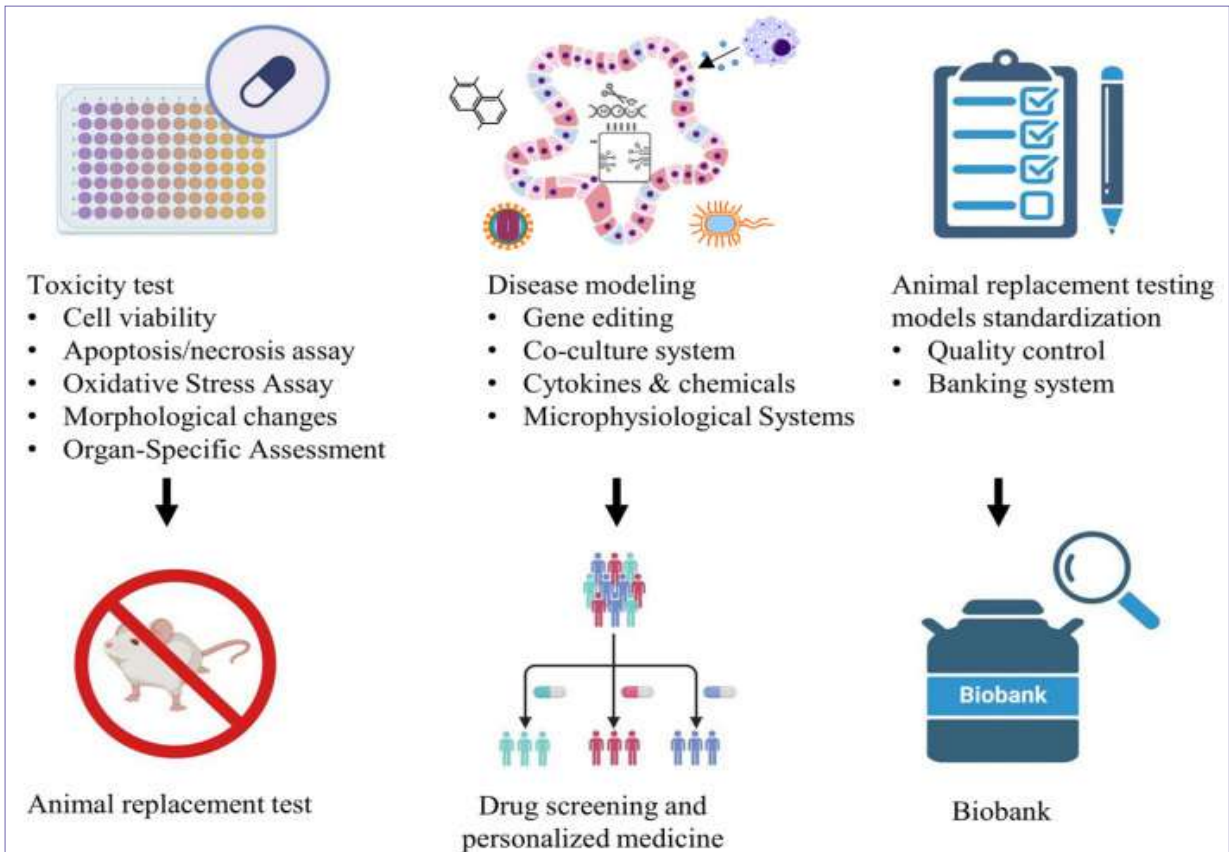 Toxicity test
• Cell viability
• Apoptosis/necrosis assay
• Oxidative Stress Assay
• Morphological changes
• Organ-Specific Assessment
Disease modeling
• Gene editing
• Co-culture system
• Cytokines & chemicals
• Microphysiological Systems
Animal replacement testing
models standardization
• Quality control
• Banking system
Animal replacement test
Drug screening and
personalized medicine
Biobank
Biobank